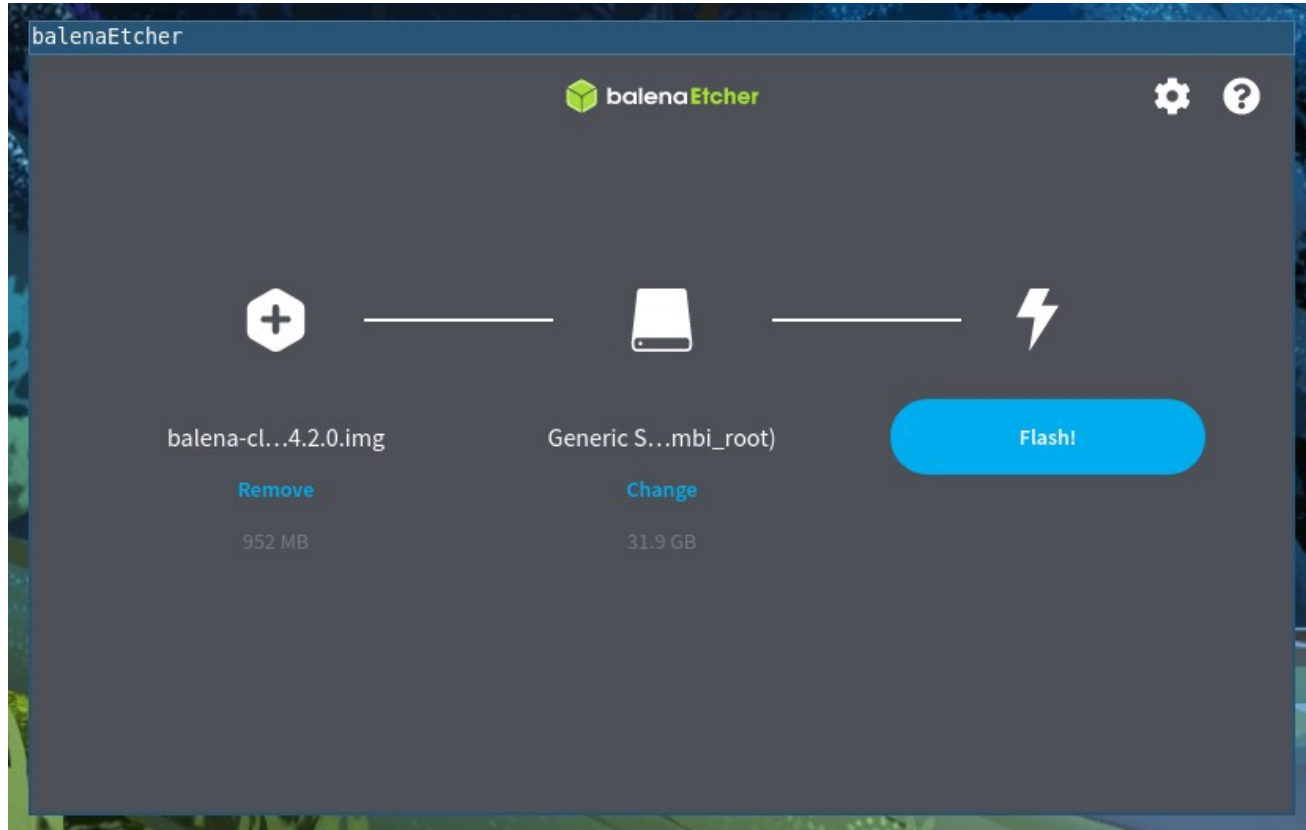 balenaEtcher
balenaEtcher
balena-cl...4.2.0.img
Generic S...mbi_root)
Flash!
Remove
Change
952 MB
31.9 GB